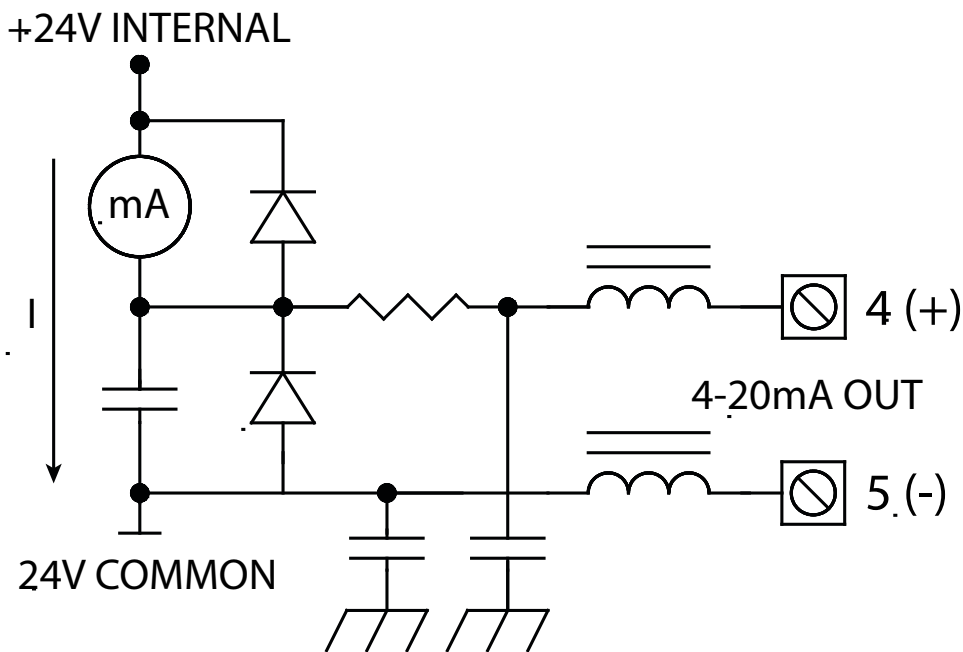 +24V INTERNAL
mA
I
4 (+)
4-20mA OUT
5 (-)
24V COMMON